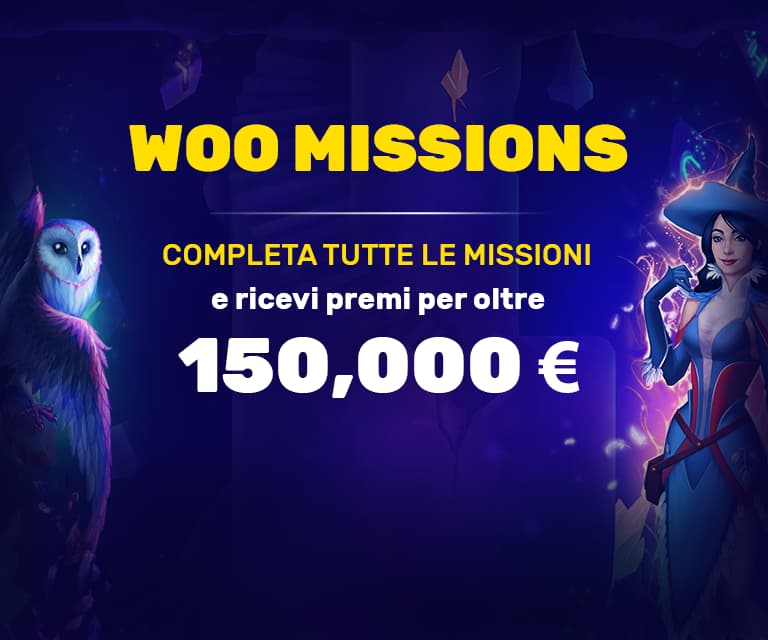 WOO MISSIONS
COMPLETA TUTTE LE MISSIONI
e ricevi premi per oltre
150,000 €